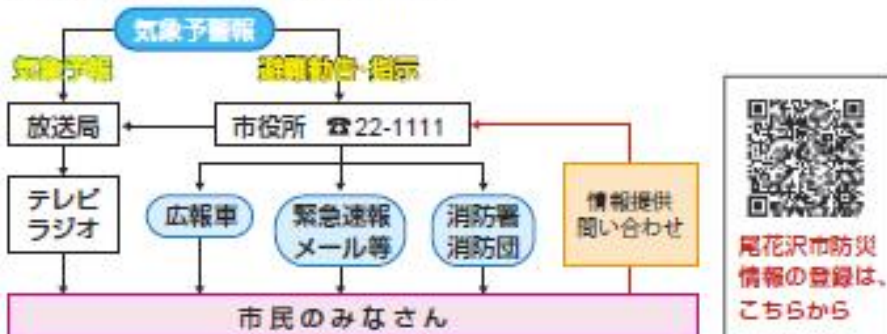 気象予警報
気象予報
避難勧告・指示
放送局
市役所 ☎22-1111
テレビ
ラジオ
広報車
緊急速報
メール等
消防署
消防団
情報提供
問い合わせ
市民のみなさん
尾花沢市防災
情報の登録は、
こちらから